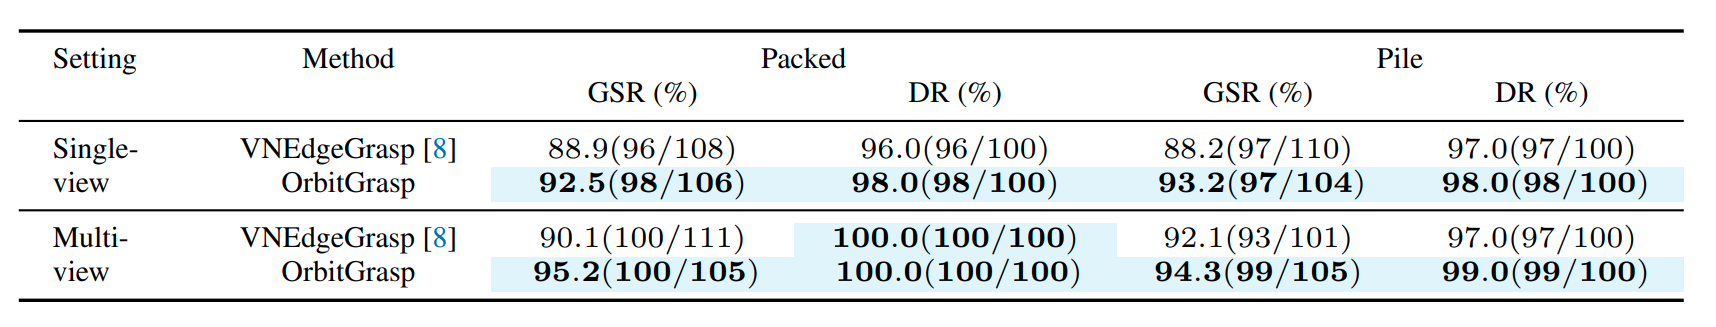 Setting Method Packed Pile
GSR (%) DR (%) GSR (%) DR (%)
Single- VNEdgeGrasp [8] 88.9(96/108) 96.0(96/100) 88.2(97/110) 97.0(97/100)
view OrbitGrasp 92.5(98/106) 98.0(98/100) 93.2(97/104) 98.0(98/100)
Multi- VNEdgeGrasp [8] 90.1(100/111) 100.0(100/100) 92.1(93/101) 97.0(97/100)
view OrbitGrasp 95.2(100/105) 100.0(100/100) 94.3(99/105) 99.0(99/100)